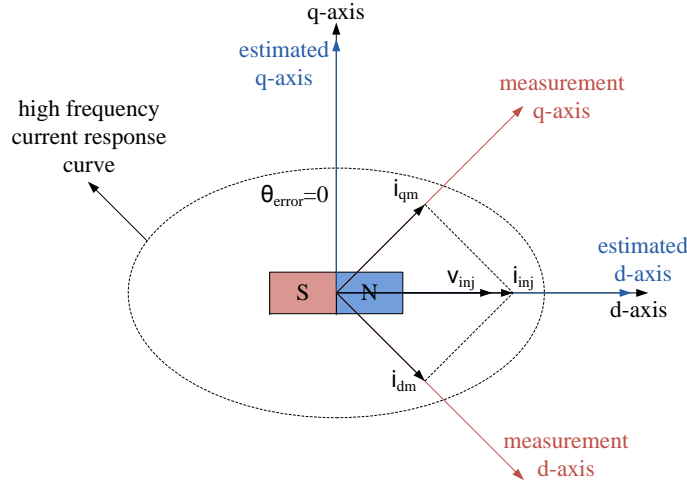 q-axis
estimated
q-axis
measurement
q-axis
high frequency
current response
curve
θerror=0
iqm
estimated
d-axis
S
N
vinj
iinj
d-axis
idm
measurement
d-axis